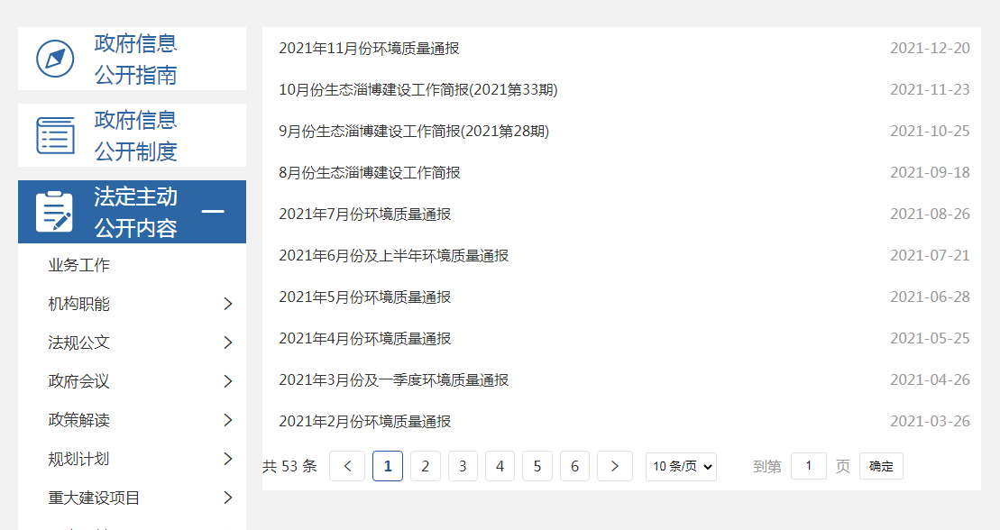 政府信息
公开指南
政府信息
公开制度
法定主动
公开内容
业务工作
机构职能
法规公文
政府会议
政策解读
规划计划
重大建设项目
2021年11月份环境质量通报 2021-12-20
10月份生态淄博建设工作简报(2021第33期) 2021-11-23
9月份生态淄博建设工作简报(2021第28期) 2021-10-25
8月份生态淄博建设工作简报 2021-09-18
2021年7月份环境质量通报 2021-08-26
2021年6月份及上半年环境质量通报 2021-07-21
2021年5月份环境质量通报 2021-06-28
2021年4月份环境质量通报 2021-05-25
2021年3月份及一季度环境质量通报 2021-04-26
2021年2月份环境质量通报 2021-03-26
共 53 条 < 1 2 3 4 5 6 > 10 条/页 到第 1 页 确定